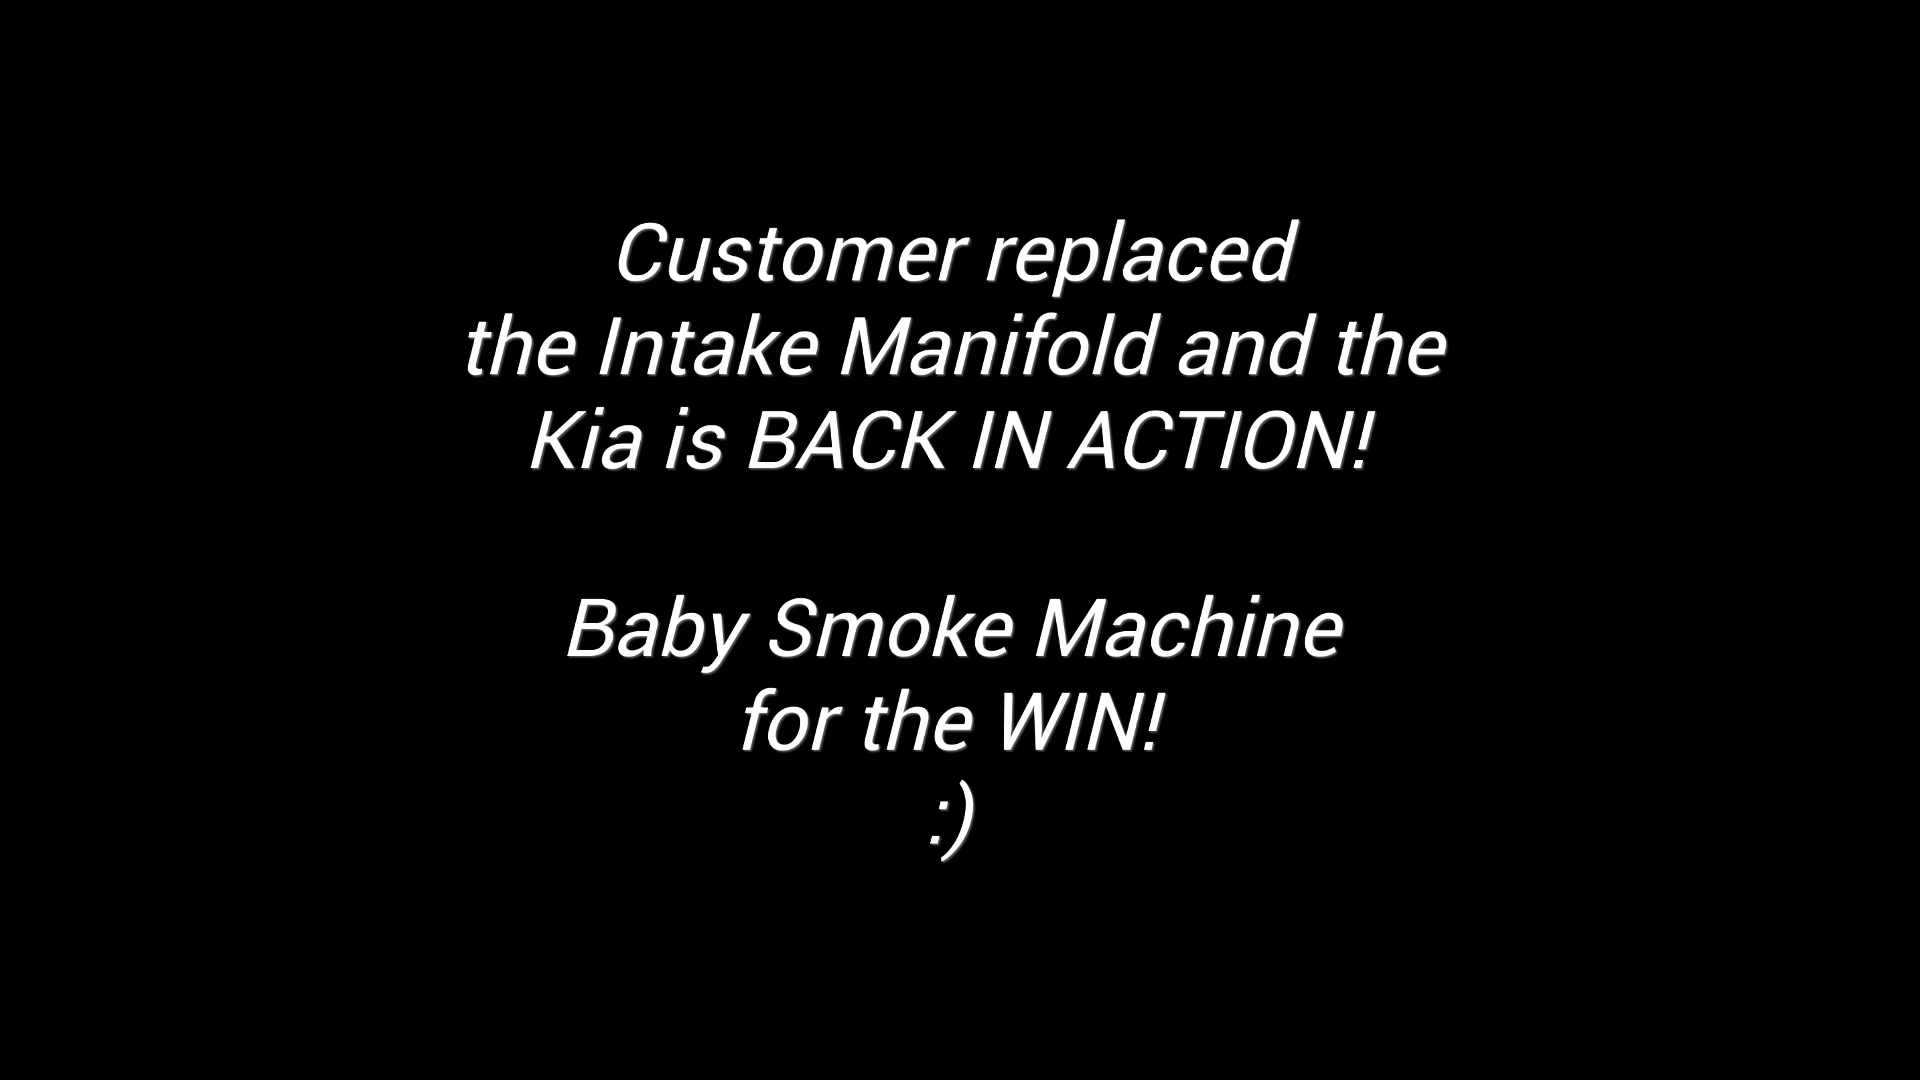 Customer replaced
the Intake Manifold and the
Kia is BACK IN ACTION!
Baby Smoke Machine
for the WIN!
:)